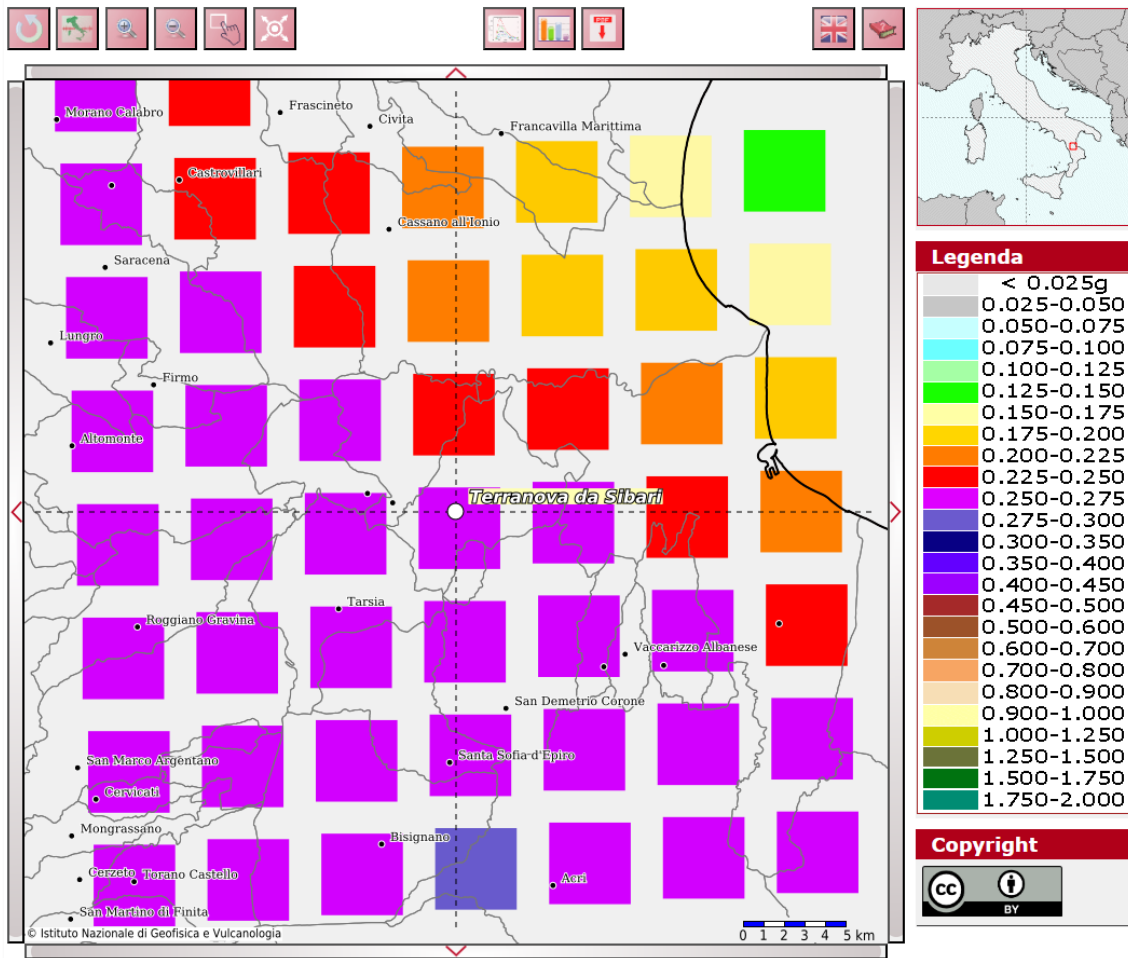 PDF
Morano Calabro
Frascineto
Civita
Francavilla Marittima
Castrovillari
Cassano all'Ionio
Saracena
Lungro
Firmo
Altomonte
Terranova da Sibari
Tarsia
Roggiano Gravina
Vaccarizzo Albanese
San Demetrio Corone
San Marco Argentano
Santa Sofia d'Epiro
Cervicati
Mongrassano
Bisignano
Cerzeto
Torano Castello
Acri
San Martino di Finita
© Istituto Nazionale di Geofisica e Vulcanologia
0 1 2 3 4 5 km
Legenda
< 0.025g
0.025-0.050
0.050-0.075
0.075-0.100
0.100-0.125
0.125-0.150
0.150-0.175
0.175-0.200
0.200-0.225
0.225-0.250
0.250-0.275
0.275-0.300
0.300-0.350
0.350-0.400
0.400-0.450
0.450-0.500
0.500-0.600
0.600-0.700
0.700-0.800
0.800-0.900
0.900-1.000
1.000-1.250
1.250-1.500
1.500-1.750
1.750-2.000
Copyright
cc
BY